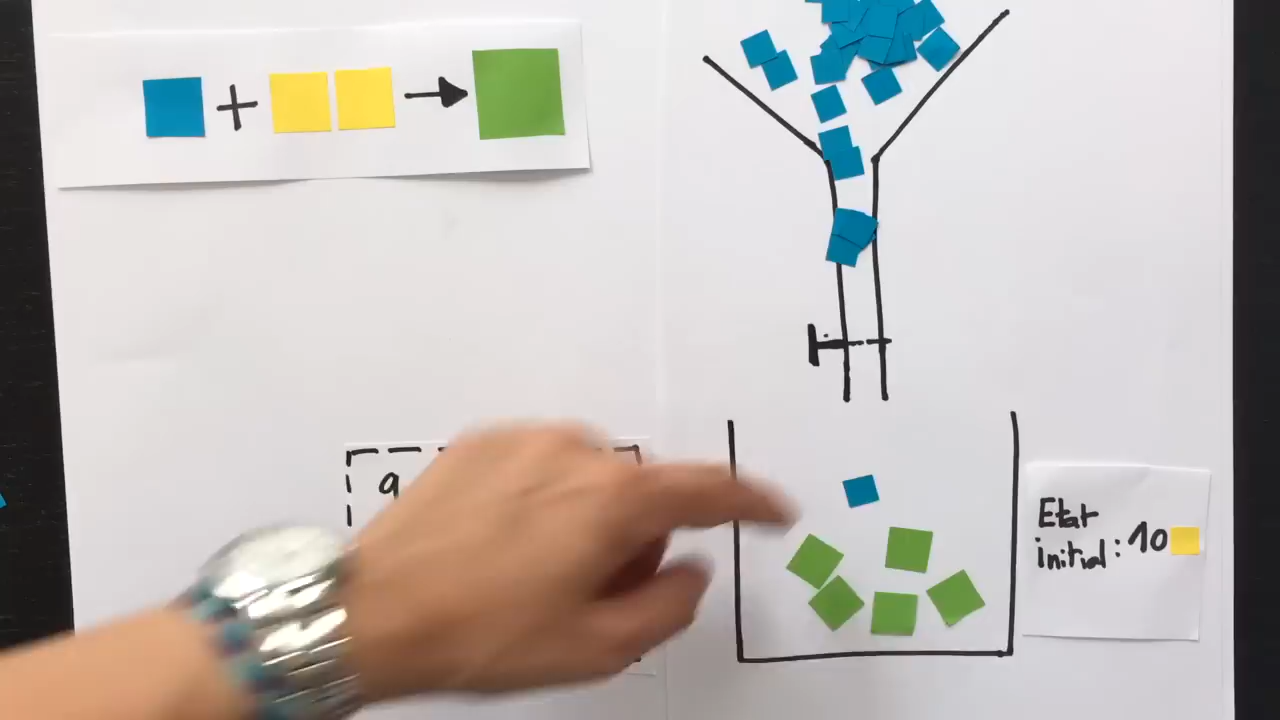 + →
Etat
initial : 10